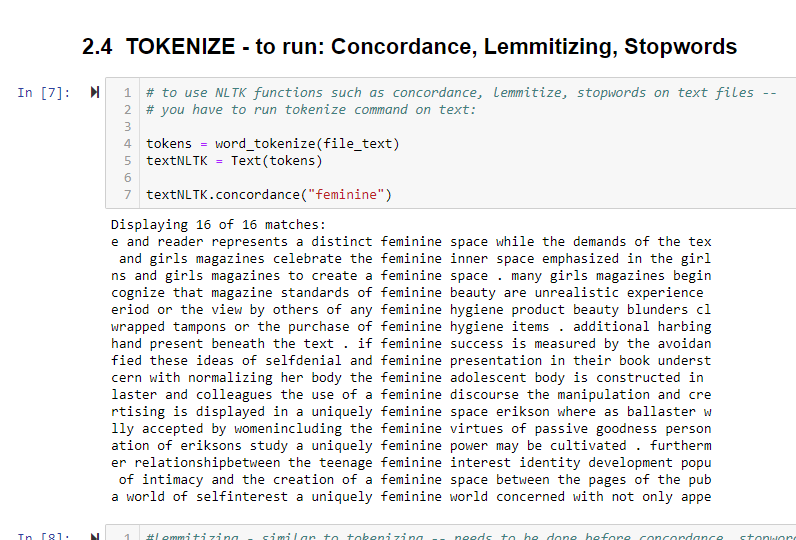 2.4 TOKENIZE - to run: Concordance, Lemmitizing, Stopwords
In [7]:
1 # to use NLTK functions such as concordance, lemmitize, stopwords on text files --
2 # you have to run tokenize command on text:
3
4 tokens = word_tokenize(file_text)
5 textNLTK = Text(tokens)
6
7 textNLTK.concordance("feminine")
Displaying 16 of 16 matches:
e and reader represents a distinct feminine space while the demands of the tex
and girls magazines celebrate the feminine inner space emphasized in the girl
ns and girls magazines to create a feminine space . many girls magazines begin
cognize that magazine standards of feminine beauty are unrealistic experience
eriod or the view by others of any feminine hygiene product beauty blunders cl
wrapped tampons or the purchase of feminine hygiene items . additional harbing
hand present beneath the text . if feminine success is measured by the avoidan
fied these ideas of selfdenial and feminine presentation in their book underst
cern with normalizing her body the feminine adolescent body is constructed in
laster and colleagues the use of a feminine discourse the manipulation and cre
rtising is displayed in a uniquely feminine space erikson where as ballaster w
lly accepted by womenincluding the feminine virtues of passive goodness person
ation of eriksons study a uniquely feminine power may be cultivated . furtherm
er relationshipbetween the teenage feminine interest identity development popu
of intimacy and the creation of a feminine space between the pages of the pub
a world of selfinterest a uniquely feminine world concerned with not only appe
In [8]:
1 #Lemmitizing - similar to tokenizing -- needs to be done before concordance, stopwor